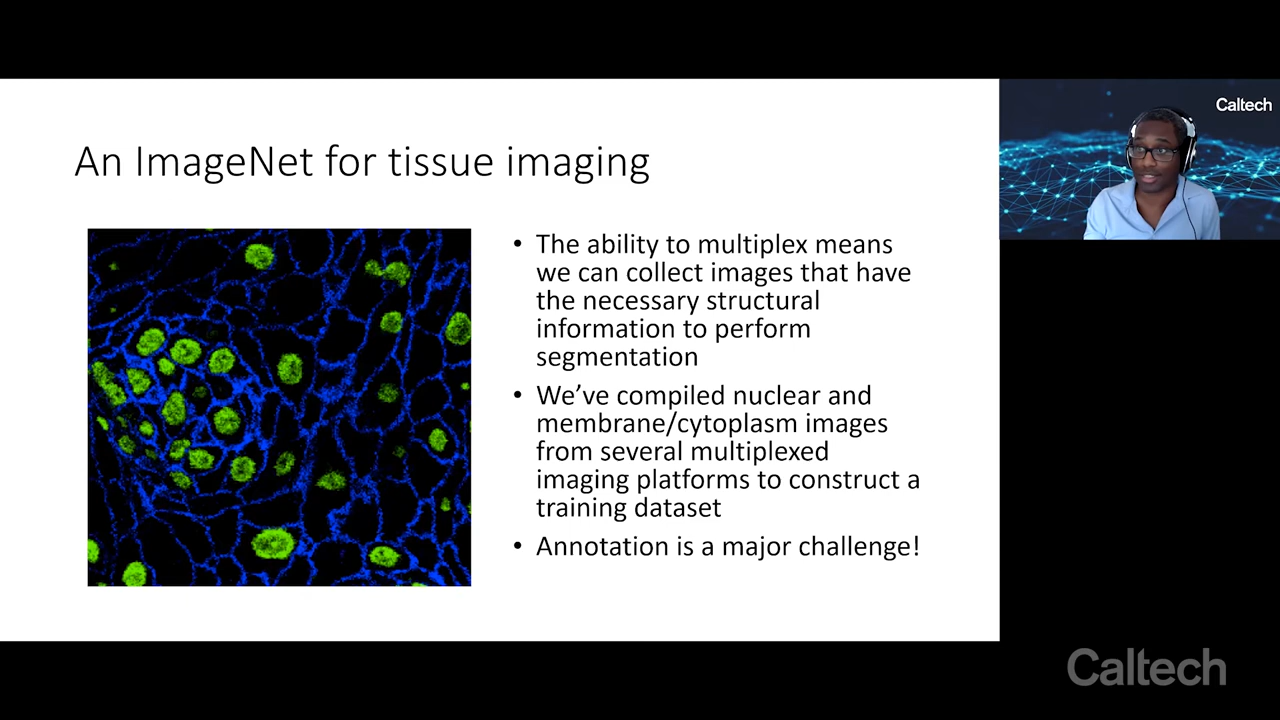 An ImageNet for tissue imaging
• The ability to multiplex means
we can collect images that have
the necessary structural
information to perform
segmentation
• We’ve compiled nuclear and
membrane/cytoplasm images
from several multiplexed
imaging platforms to construct a
training dataset
• Annotation is a major challenge!
Caltech
Caltech